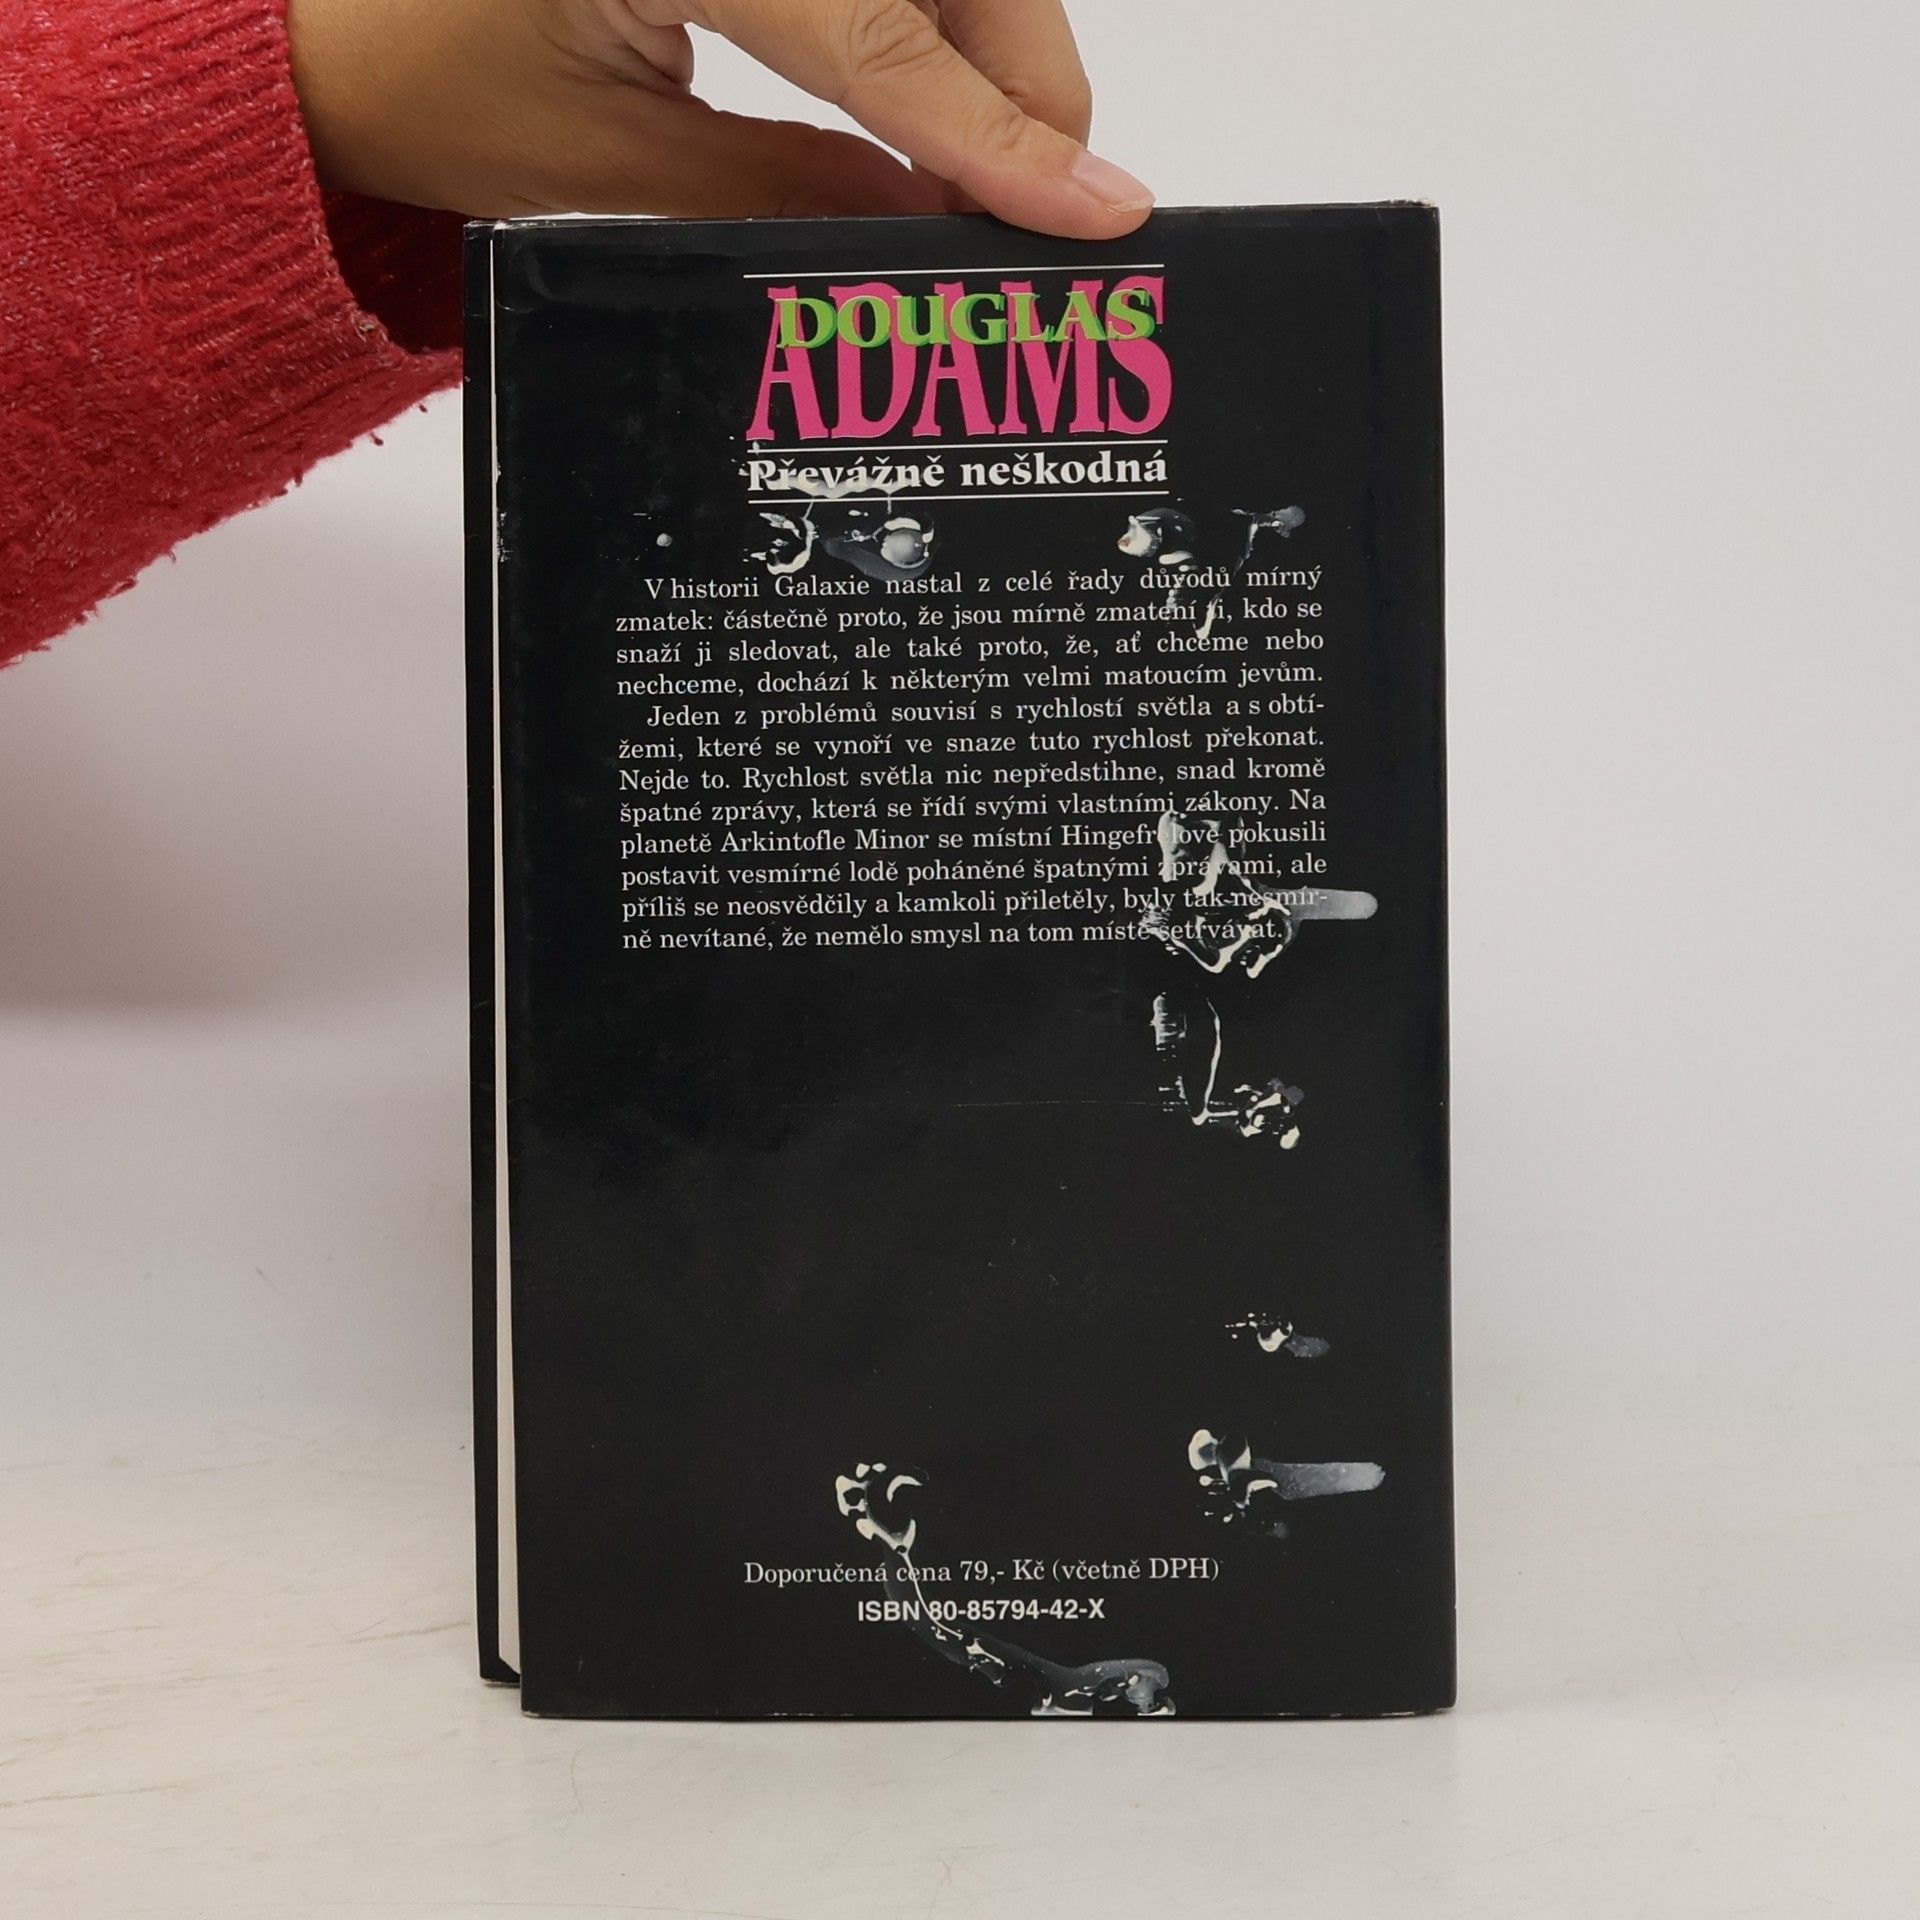 DOUGLAS
ADAMS
Převážně neškodná
V historii Galaxie nastal z celé řady důvodů mírný
zmatek: částečně proto, že jsou mírně zmatení ti, kdo se
snaží ji sledovat, ale také proto, že, ať chceme nebo
nechceme, dochází k některým velmi matoucím jevům.
Jeden z problémů souvisí s rychlostí světla a s obtí-
žemi, které se vynoří ve snaze tuto rychlost překonat.
Nejde to. Rychlost světla nic nepředstihne, snad kromě
špatné zprávy, která se řídí svými vlastními zákony. Na
planetě Arkintofle Minor se místní Hingefrelové pokusili
postavit vesmírné lodě poháněné špatnými zprávami, ale
příliš se neosvědčily a kamkoli přiletěly, byly tak nesmír-
ně nevítané, že nemělo smysl na tom místě setrvávat.
Doporučená cena 79,- Kč (včetně DPH)
ISBN 80-85794-42-X